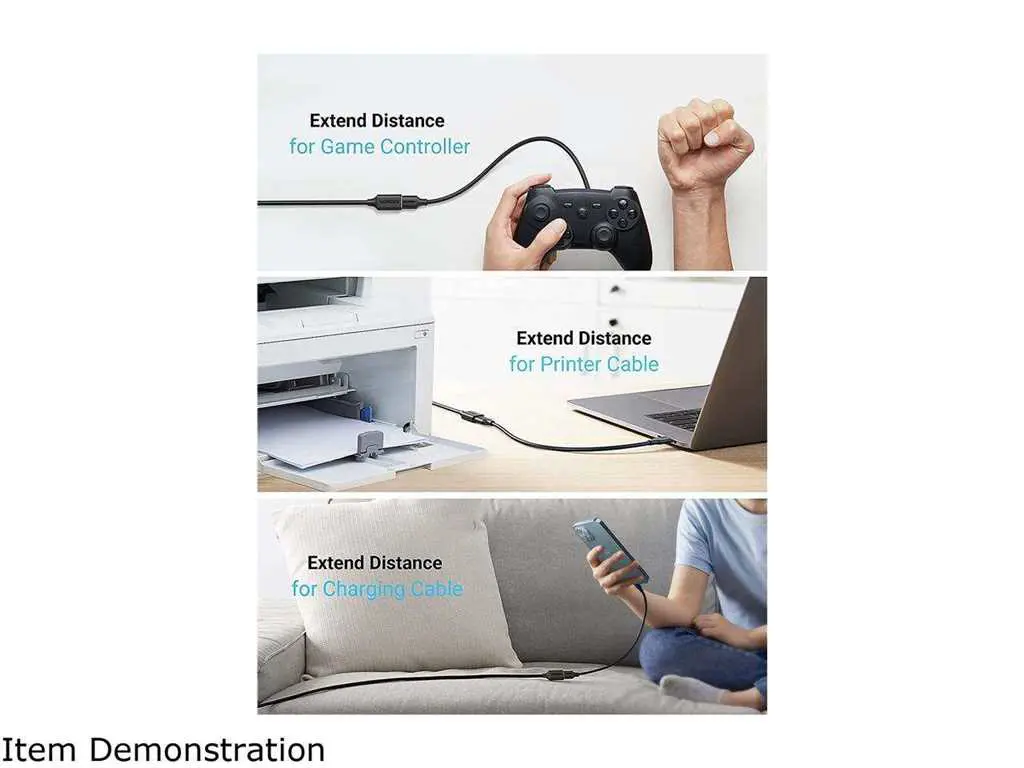 Extend Distance
for Game Controller
Extend Distance
for Printer Cable
Extend Distance
for Charging Cable
Item Demonstration